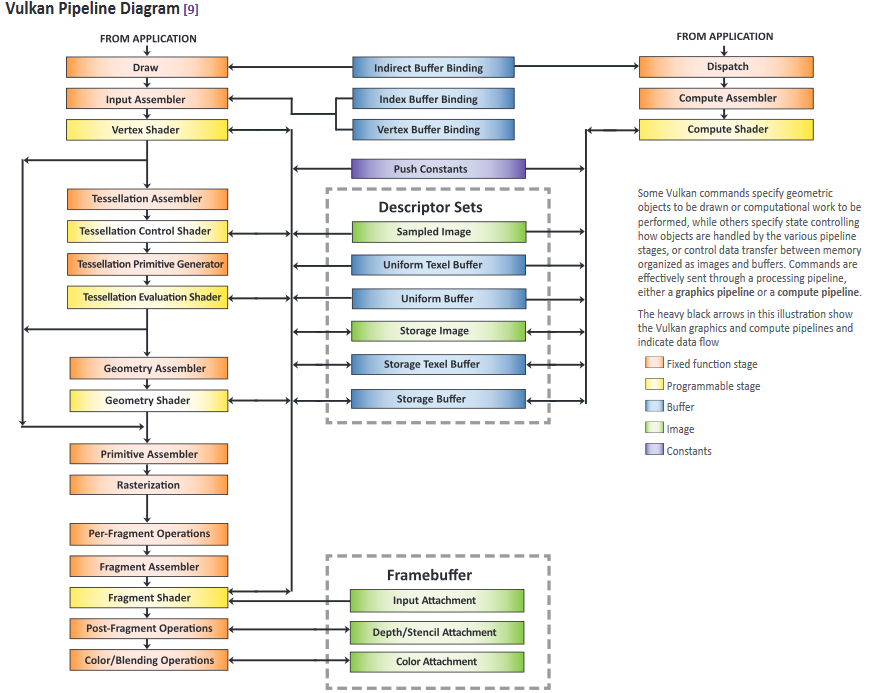 Vulkan Pipeline Diagram [9]
FROM APPLICATION
Draw
Input Assembler
Vertex Shader
Tessellation Assembler
Tessellation Control Shader
Tessellation Primitive Generator
Tessellation Evaluation Shader
Geometry Assembler
Geometry Shader
Primitive Assembler
Rasterization
Per-Fragment Operations
Fragment Assembler
Fragment Shader
Post-Fragment Operations
Color/Blending Operations
Indirect Buffer Binding
Index Buffer Binding
Vertex Buffer Binding
Push Constants
Descriptor Sets
Sampled Image
Uniform Texel Buffer
Uniform Buffer
Storage Image
Storage Texel Buffer
Storage Buffer
Framebuffer
Input Attachment
Depth/Stencil Attachment
Color Attachment
FROM APPLICATION
Dispatch
Compute Assembler
Compute Shader
Some Vulkan commands specify geometric
objects to be drawn or computational work to be
performed, while others specify state controlling
how objects are handled by the various pipeline
stages, or control data transfer between memory
organized as images and buffers. Commands are
effectively sent through a processing pipeline,
either a graphics pipeline or a compute pipeline.
The heavy black arrows in this illustration show
the Vulkan graphics and compute pipelines and
indicate data flow
Fixed function stage
Programmable stage
Buffer
Image
Constants